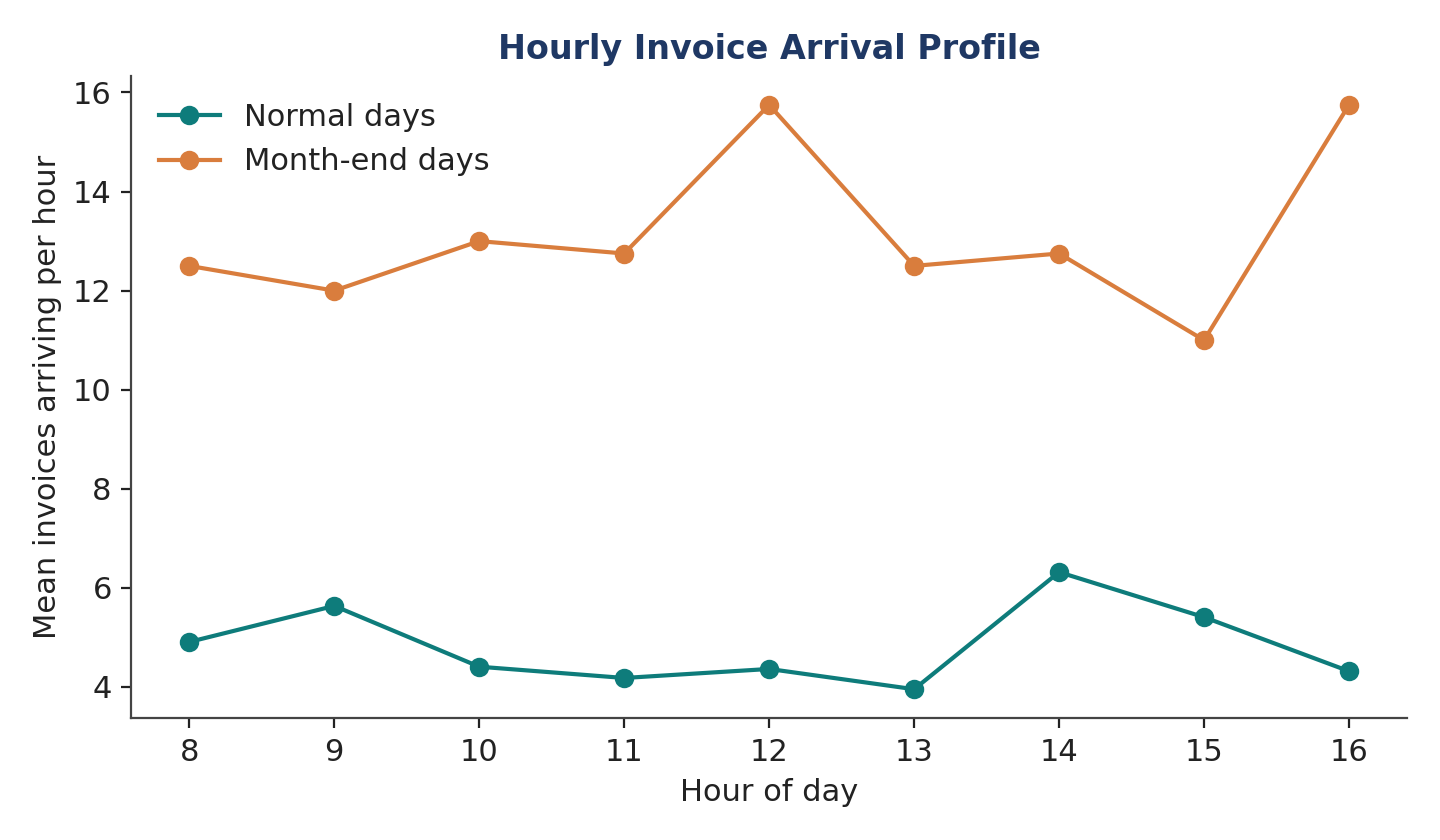 Hourly Invoice Arrival Profile
Normal days
Month-end days
Mean invoices arriving per hour
16
14
12
10
8
6
4
8 9 10 11 12 13 14 15 16
Hour of day